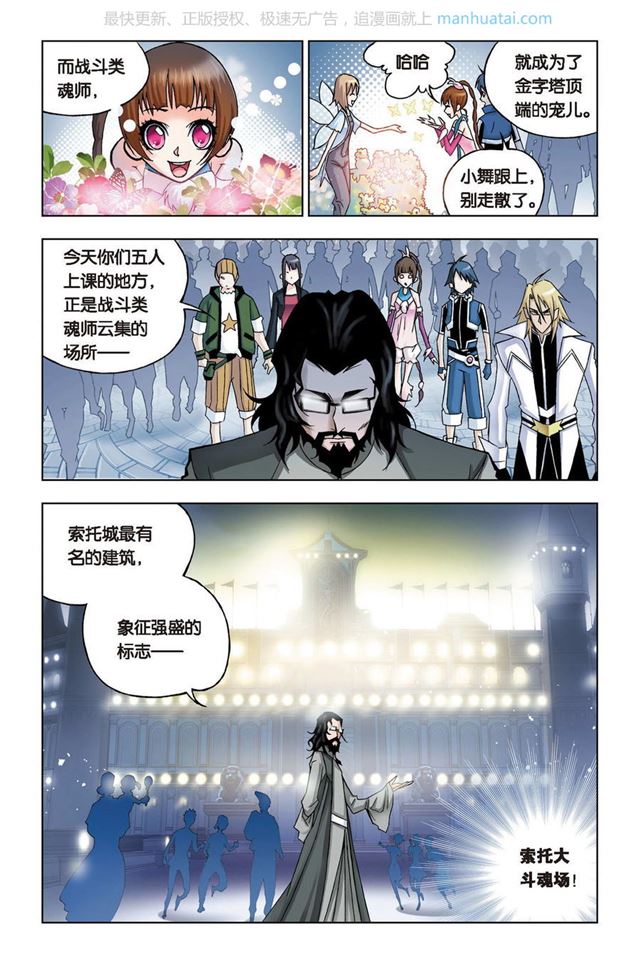 最快更新、正版授权、极速无广告，追漫画就上 manhuatai.com
而战斗类
魂师，
哈哈
就成为了
金字塔顶
端的宠儿。
小舞跟上，
别走散了。
今天你们五人
上课的地方，
正是战斗类
魂师云集的
场所——
索托城最有
名的建筑，
象征强盛的
标志——
索托大
斗魂场！